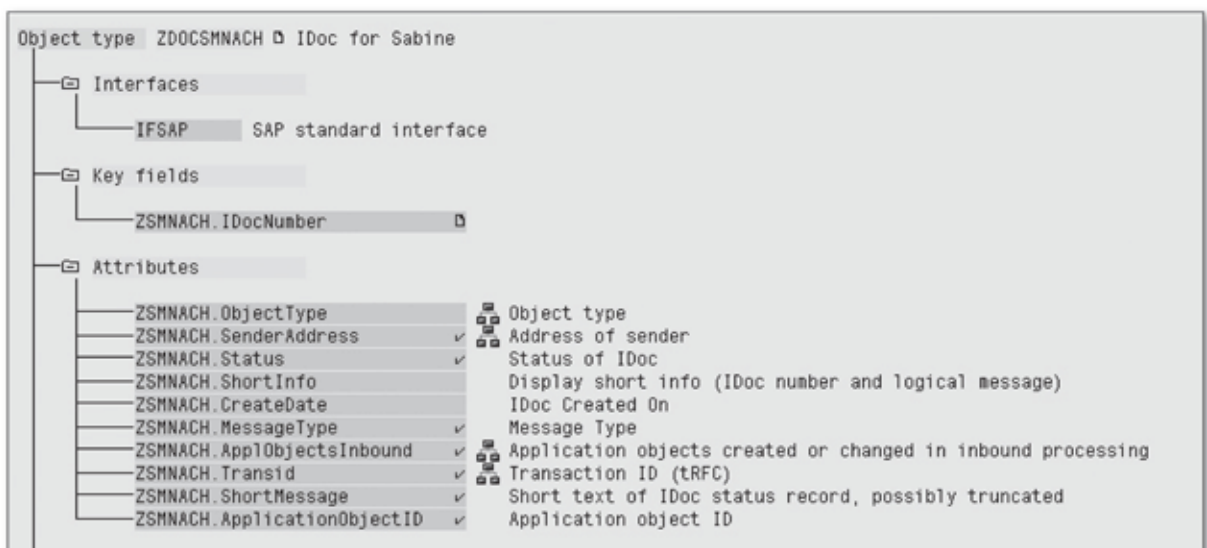 Object type ZDOCSMNACH IDoc for Sabine
Interfaces
IFSAP SAP standard interface
Key fields
ZSMNACH.IDocNumber
Attributes
ZSMNACH.ObjectType Object type
ZSMNACH.SenderAddress ✓ Address of sender
ZSMNACH.Status ✓ Status of IDoc
ZSMNACH.ShortInfo Display short info (IDoc number and logical message)
ZSMNACH.CreateDate IDoc Created On
ZSMNACH.MessageType ✓ Message Type
ZSMNACH.ApplObjectsInbound ✓ Application objects created or changed in inbound processing
ZSMNACH.Transid ✓ Transaction ID (tRFC)
ZSMNACH.ShortMessage ✓ Short text of IDoc status record, possibly truncated
ZSMNACH.ApplicationObjectID ✓ Application object ID